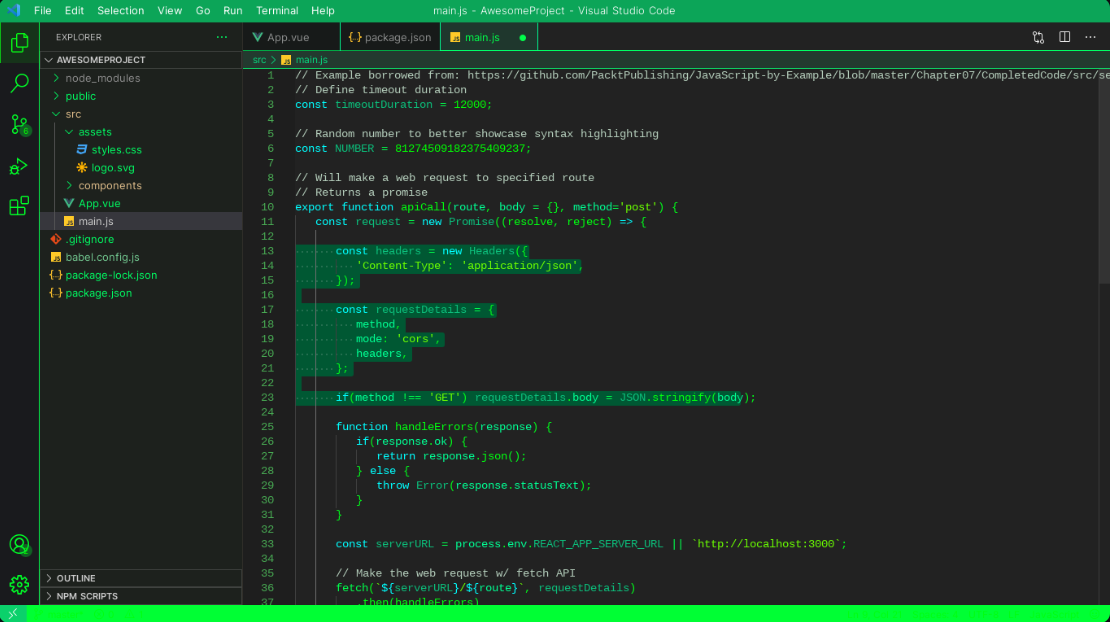 File Edit Selection View Go Run Terminal Help main.js - AwesomeProject - Visual Studio Code
EXPLORER
AWESOMEPROJECT
node_modules
public
src
assets
styles.css
logo.svg
components
App.vue
main.js
.gitignore
babel.config.js
package-lock.json
package.json
OUTLINE
NPM SCRIPTS
6
App.vue package.json main.js
src main.js
1 // Example borrowed from: https://github.com/PacktPublishing/JavaScript-by-Example/blob/master/Chapter07/CompletedCode/src/se
2 // Define timeout duration
3 const timeoutDuration = 12000;
4
5 // Random number to better showcase syntax highlighting
6 const NUMBER = 81274509182375409237;
7
8 // Will make a web request to specified route
9 // Returns a promise
10 export function apiCall(route, body = {}, method='post') {
11 const request = new Promise((resolve, reject) => {
12
13 const headers = new Headers({
14 'Content-Type': 'application/json',
15 });
16
17 const requestDetails = {
18 method,
19 mode: 'cors',
20 headers,
21 };
22
23 if(method !== 'GET') requestDetails.body = JSON.stringify(body);
24
25 function handleErrors(response) {
26 if(response.ok) {
27 return response.json();
28 } else {
29 throw Error(response.statusText);
30 }
31 }
32
33 const serverURL = process.env.REACT_APP_SERVER_URL || `http://localhost:3000`;
34
35 // Make the web request w/ fetch API
36 fetch(`${serverURL}/${route}`, requestDetails)
37 .then(handleErrors)